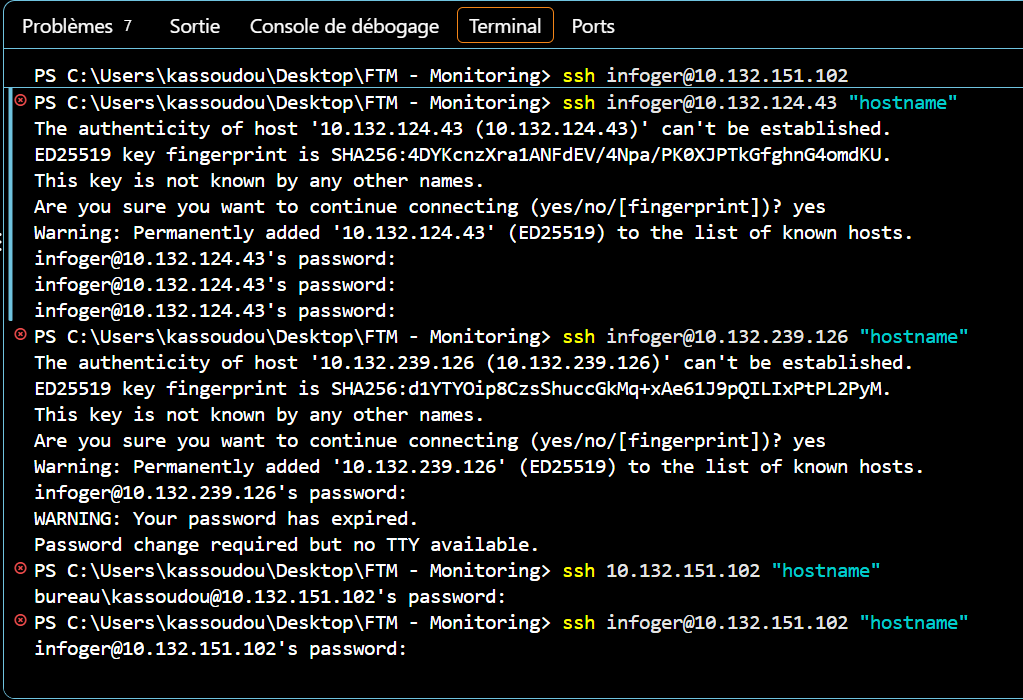 Problèmes 7 Sortie Console de débogage Terminal Ports
PS C:\Users\kassoudou\Desktop\FTM - Monitoring> ssh infoger@10.132.151.102
PS C:\Users\kassoudou\Desktop\FTM - Monitoring> ssh infoger@10.132.124.43 "hostname"
The authenticity of host '10.132.124.43 (10.132.124.43)' can't be established.
ED25519 key fingerprint is SHA256:4DYKcnzXra1ANFdEV/4Npa/PK0XJPTkGfghnG4omdKU.
This key is not known by any other names.
Are you sure you want to continue connecting (yes/no/[fingerprint])? yes
Warning: Permanently added '10.132.124.43' (ED25519) to the list of known hosts.
infoger@10.132.124.43's password:
infoger@10.132.124.43's password:
infoger@10.132.124.43's password:
PS C:\Users\kassoudou\Desktop\FTM - Monitoring> ssh infoger@10.132.239.126 "hostname"
The authenticity of host '10.132.239.126 (10.132.239.126)' can't be established.
ED25519 key fingerprint is SHA256:d1YTYOip8CzsShuccGkMq+xAe61J9pQILIxPtPL2PyM.
This key is not known by any other names.
Are you sure you want to continue connecting (yes/no/[fingerprint])? yes
Warning: Permanently added '10.132.239.126' (ED25519) to the list of known hosts.
infoger@10.132.239.126's password:
WARNING: Your password has expired.
Password change required but no TTY available.
PS C:\Users\kassoudou\Desktop\FTM - Monitoring> ssh 10.132.151.102 "hostname"
bureau\kassoudou@10.132.151.102's password:
PS C:\Users\kassoudou\Desktop\FTM - Monitoring> ssh infoger@10.132.151.102 "hostname"
infoger@10.132.151.102's password: